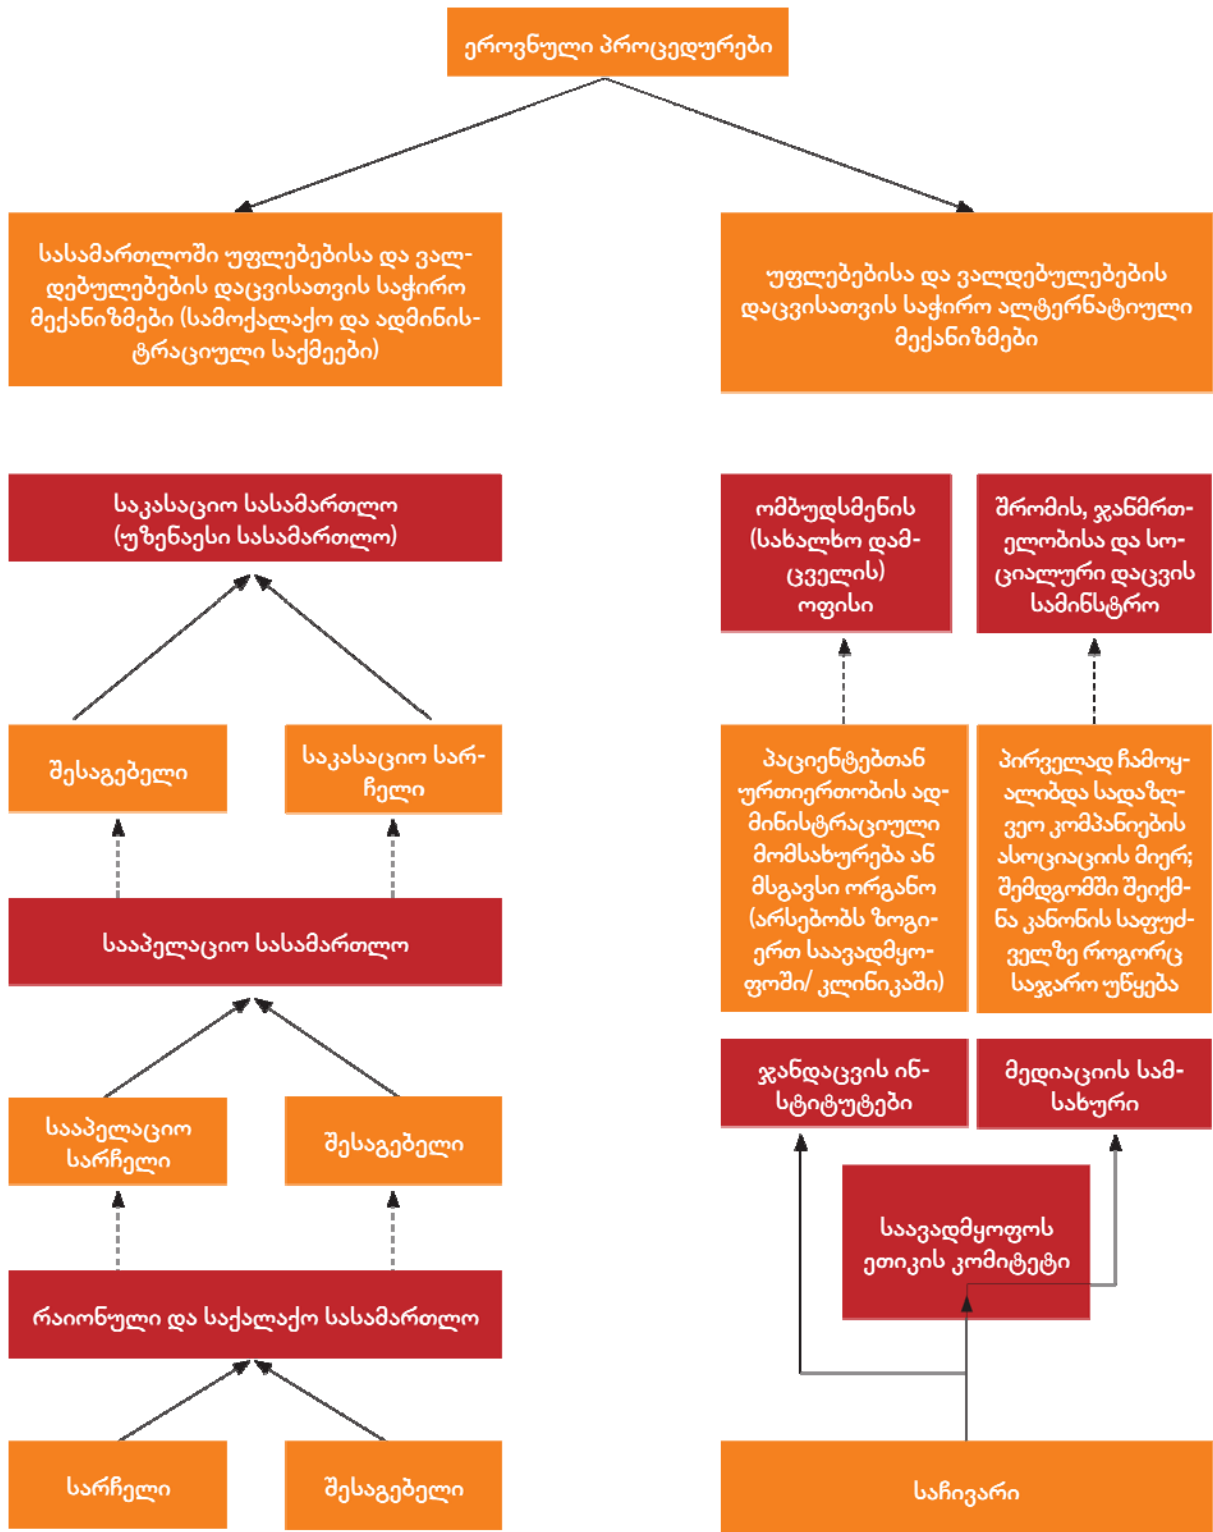 ეროვნული პროცედურები
სასამართლოში უფლებებისა და ვალ-
დებულებების დაცვისათვის საჭირო
მექანიზმები (სამოქალაქო და ადმინის-
ტრაციული საქმეები)
უფლებებისა და ვალდებულებების
დაცვისათვის საჭირო ალტერნატიული
მექანიზმები
საკასაციო სასამართლო
(უზენაესი სასამართლო)
ომბუდსმენის
(სახალხო დამ-
ცველის)
ოფისი
შრომის, ჯანმრთ-
ელობისა და სო-
ციალური დაცვის
სამინსტრო
შესაგებელი
საკასაციო სარ-
ჩელი
პაციენტებთან
ურთიერთობის ად-
მინისტრაციული
მომსახურება ან
მსგავსი ორგანო
(არსებობს ზოგი-
ერთ საავადმყო-
ფოში/ კლინიკაში)
პირველად ჩამოყ-
ალიბდა სადაზღ-
ვეო კომპანიების
ასოციაციის მიერ;
შემდგომში შეიქმ-
ნა კანონის საფუძ-
ველზე როგორც
საჯარო უწყება
სააპელაციო სასამართლო
ჯანდაცვის ინ-
სტიტუტები
მედიაციის სამ-
სახური
სააპელაციო
სარჩელი
შესაგებელი
საავადმყოფოს
ეთიკის კომიტეტი
რაიონული და საქალაქო სასამართლო
სარჩელი
შესაგებელი
საჩივარი